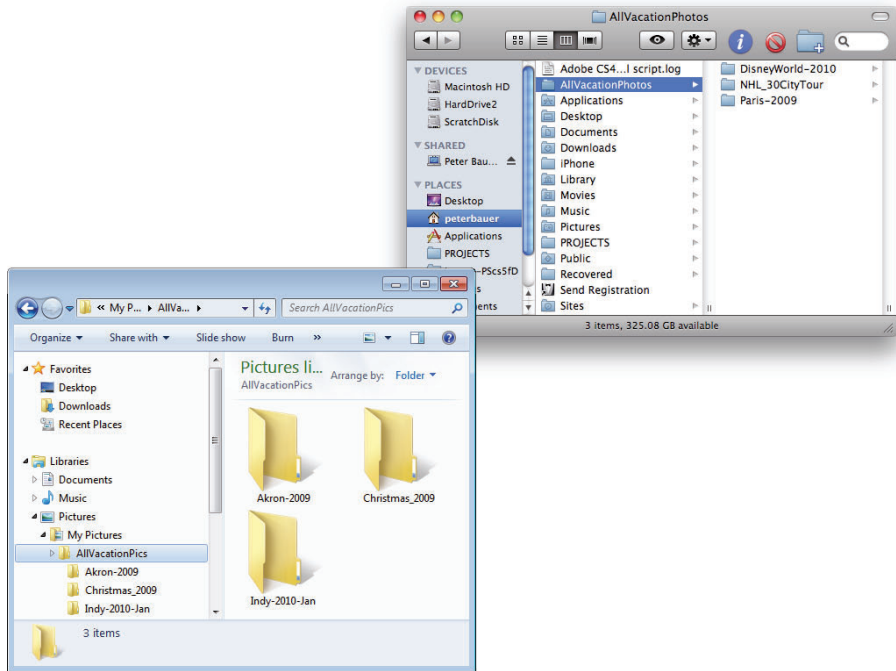 AllVacationPhotos
DEVICES
Macintosh HD
HardDrive2
ScratchDisk
SHARED
Peter Bau...
PLACES
Desktop
peterbauer
Applications
PROJECTS
-PScs5fD
s
ments
Adobe CS4...l script.log
AllVacationPhotos
Applications
Desktop
Documents
Downloads
iPhone
Library
Movies
Music
Pictures
PROJECTS
Public
Recovered
Send Registration
Sites
DisneyWorld-2010
NHL_30CityTour
Paris-2009
3 items, 325.08 GB available
« My P... AllVa...
Search AllVacationPics
Organize Share with Slide show Burn »
Favorites
Desktop
Downloads
Recent Places
Libraries
Documents
Music
Pictures
My Pictures
AllVacationPics
Akron-2009
Christmas_2009
Indy-2010-Jan
Pictures li...
AllVacationPics
Arrange by: Folder
Akron-2009
Christmas_2009
Indy-2010-Jan
3 items